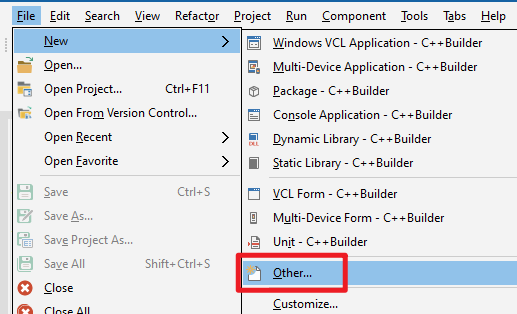 File Edit Search View Refactor Project Run Component Tools Tabs Help
New
Open...
Open Project... Ctrl+F11
Open From Version Control...
Open Recent
Open Favorite
Save Ctrl+S
Save As...
Save Project As...
Save All Shift+Ctrl+S
Close
Close All
Windows VCL Application - C++Builder
Multi-Device Application - C++Builder
Package - C++Builder
Console Application - C++Builder
DLL Dynamic Library - C++Builder
Static Library - C++Builder
VCL Form - C++Builder
Multi-Device Form - C++Builder
Unit - C++Builder
Other...
Customize...